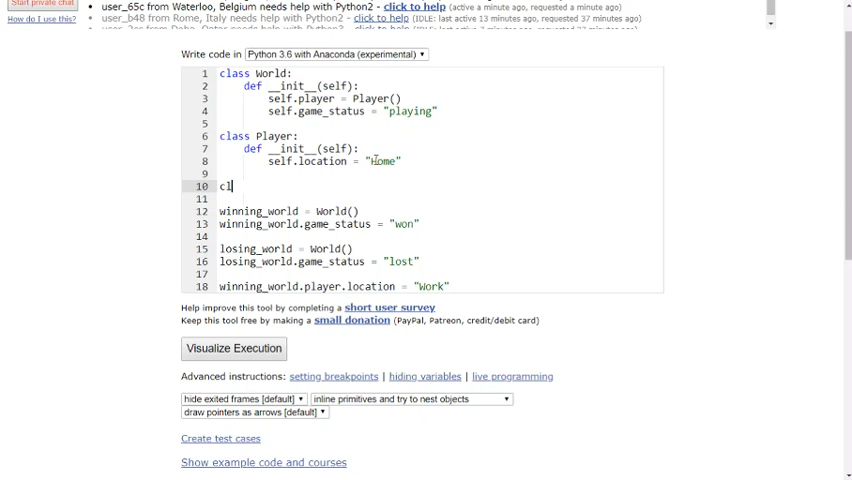 Start private chat
How do I use this?
user_65c from Waterloo, Belgium needs help with Python2 - click to help (active a minute ago, requested a minute ago)
user_b48 from Rome, Italy needs help with Python2 - click to help (IDLE: last active 13 minutes ago, requested 37 minutes ago)
Write code in Python 3.6 with Anaconda (experimental)
1 class World:
2 def __init__(self):
3 self.player = Player()
4 self.game_status = "playing"
5
6 class Player:
7 def __init__(self):
8 self.location = "Home"
9
10 cl
11
12 winning_world = World()
13 winning_world.game_status = "won"
14
15 losing_world = World()
16 losing_world.game_status = "lost"
17
18 winning_world.player.location = "Work"
Help improve this tool by completing a short user survey
Keep this tool free by making a small donation (PayPal, Patreon, credit/debit card)
Visualize Execution
Advanced instructions: setting breakpoints | hiding variables | live programming
hide exited frames [default] inline primitives and try to nest objects
draw pointers as arrows [default]
Create test cases
Show example code and courses